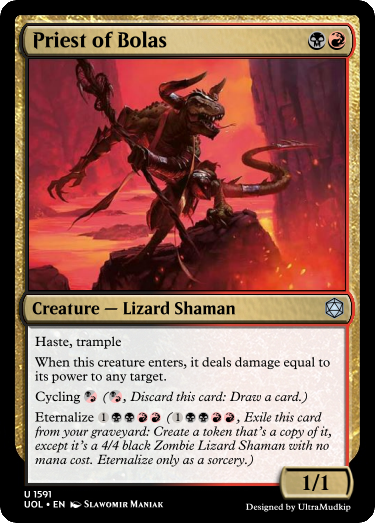 Priest of Bolas
Creature — Lizard Shaman
Haste, trample
When this creature enters, it deals damage equal to
its power to any target.
Cycling (, Discard this card: Draw a card.)
Eternalize 1 (1, Exile this card
from your graveyard: Create a token that's a copy of it,
except it's a 4/4 black Zombie Lizard Shaman with no
mana cost. Eternalize only as a sorcery.)
1/1
U 1591
UOL • EN Slawomir Maniak
Designed by UltraMudkip